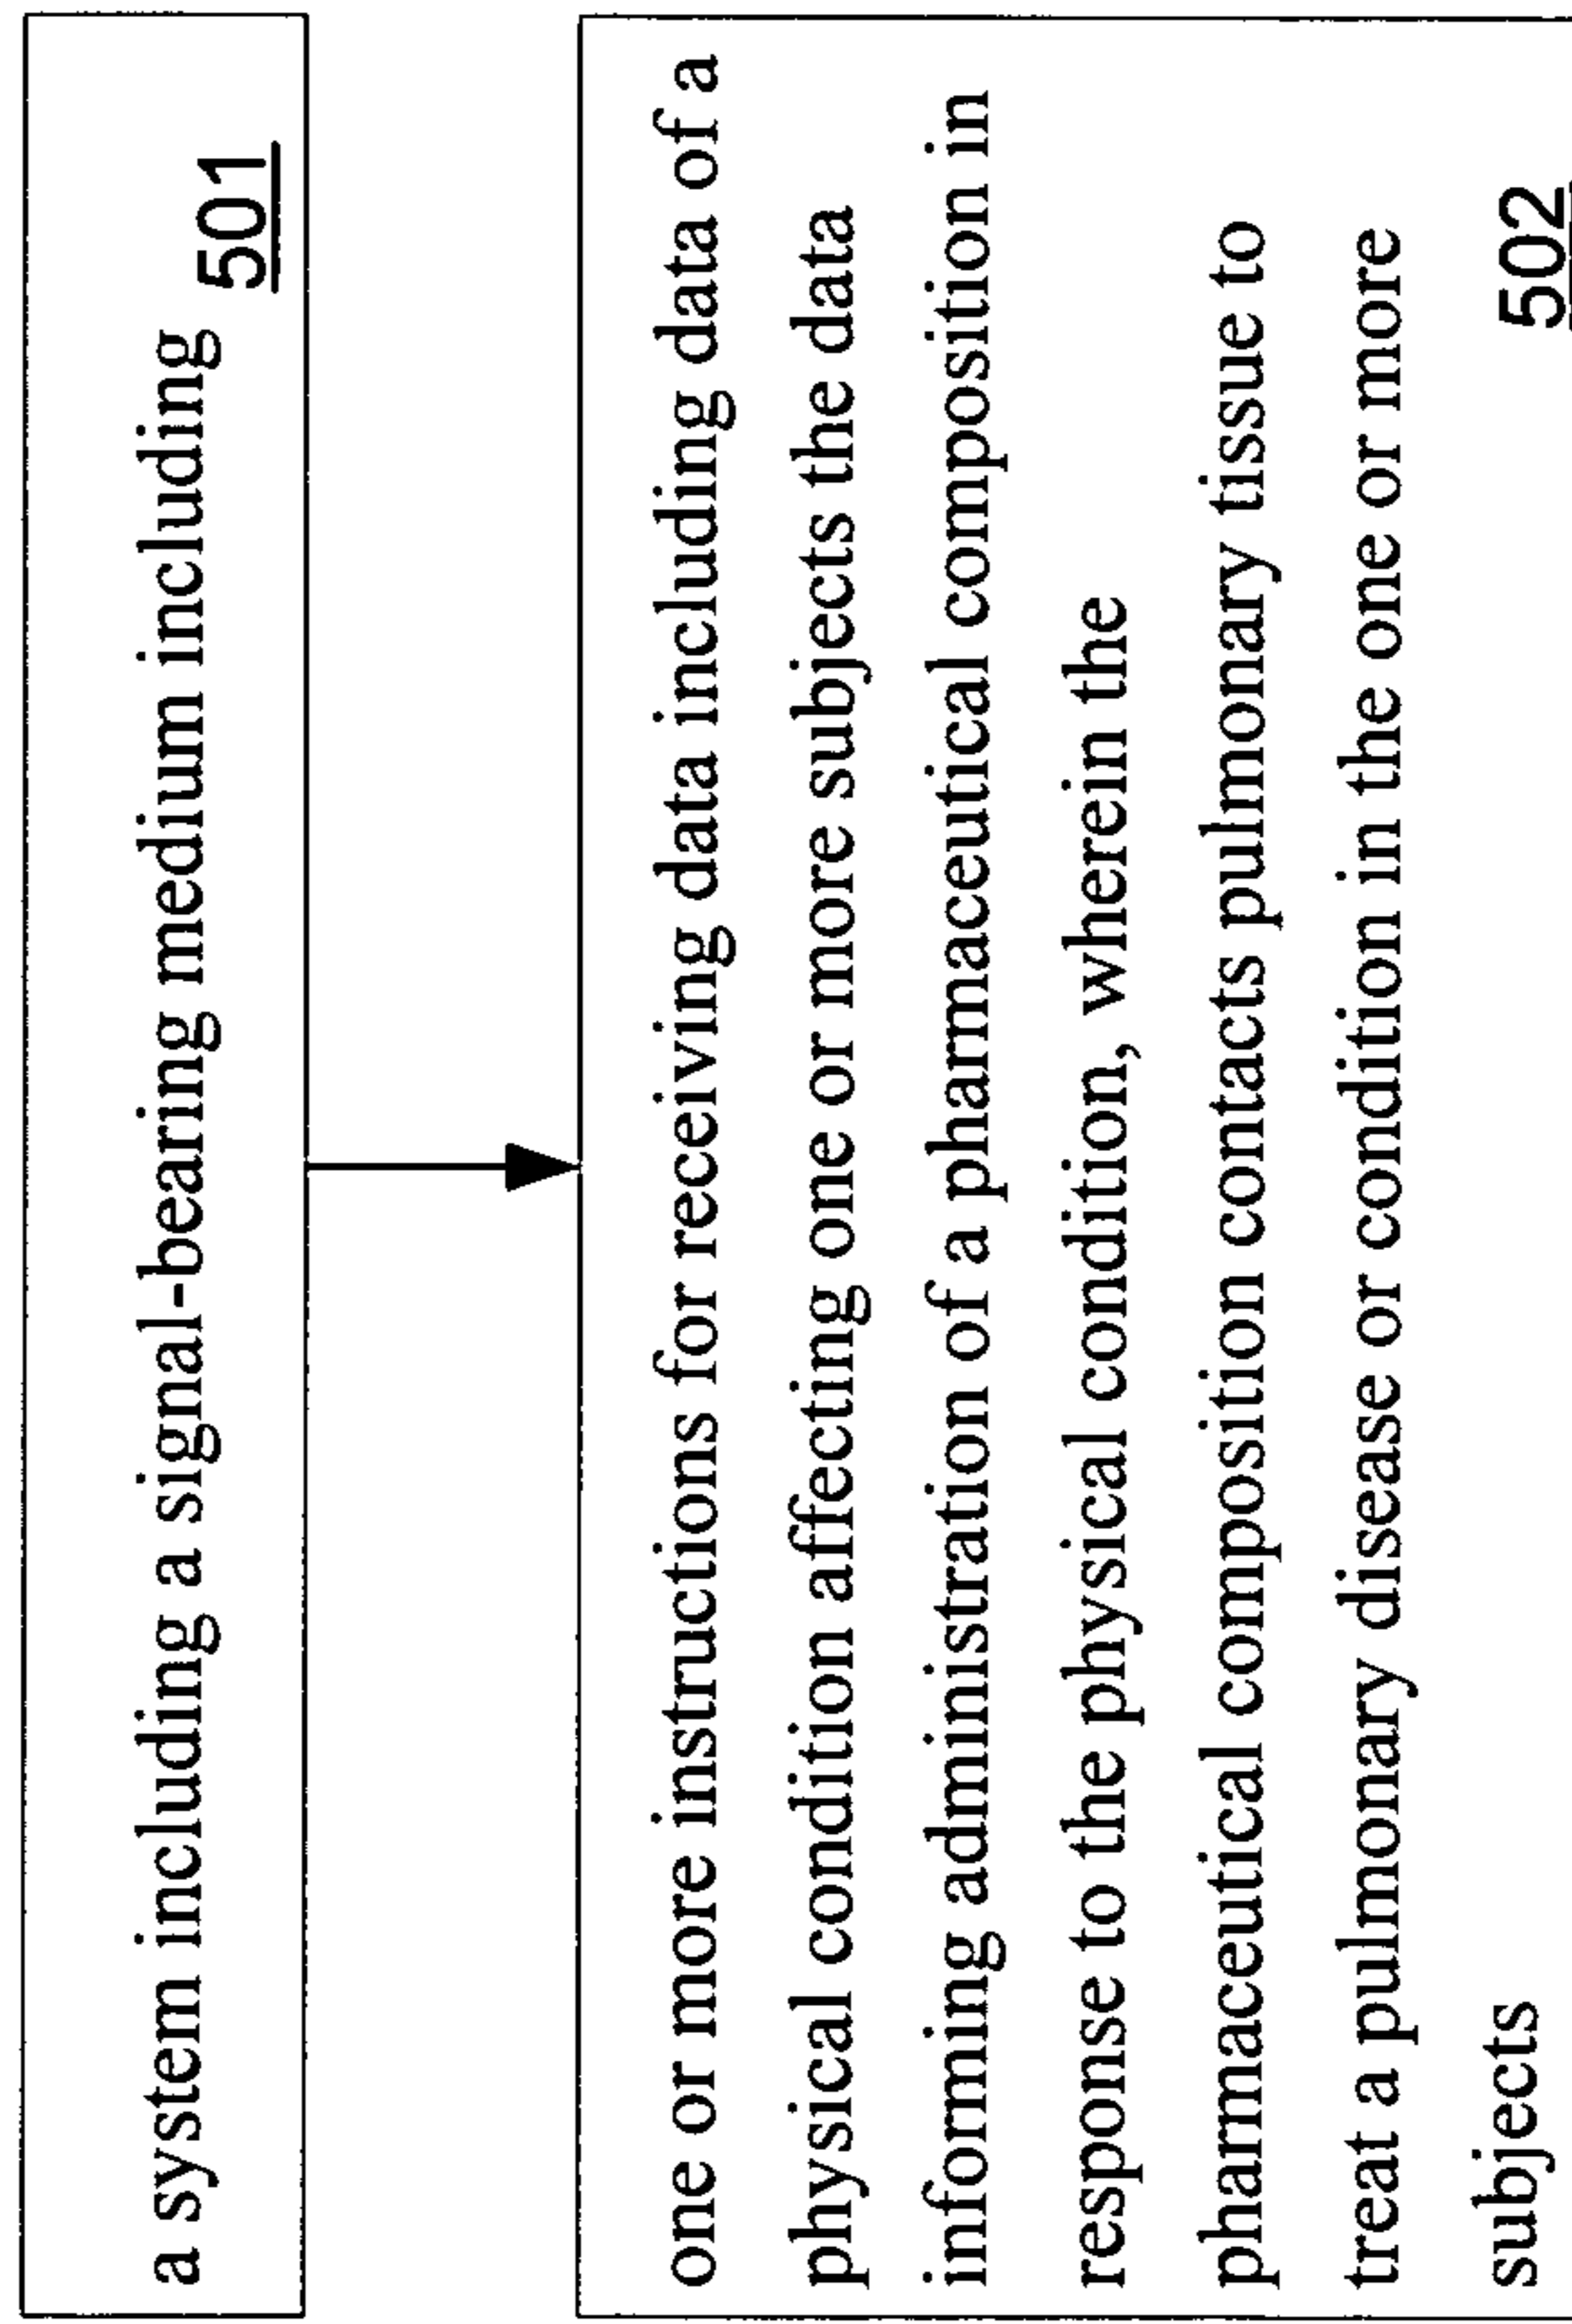 a system including a signal-bearing medium including
501
one or more instructions for receiving data including data of a
physical condition affecting one or more subjects the data
informing administration of a pharmaceutical composition in
response to the physical condition, wherein the
pharmaceutical composition contacts pulmonary tissue to
treat a pulmonary disease or condition in the one or more
subjects
502